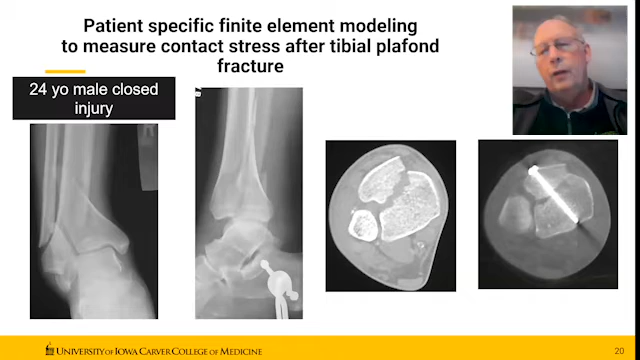 Patient specific finite element modeling
to measure contact stress after tibial plafond
fracture
24 yo male closed
injury
UNIVERSITY OF IOWA CARVER COLLEGE OF MEDICINE
20